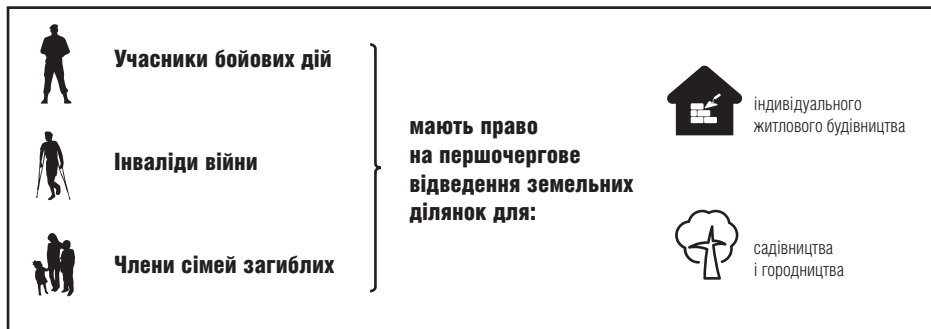 Учасники бойових дій
Інваліди війни
Члени сімей загиблих
мають право
на першочергове
відведення земельних
ділянок для:
індивідуального
житлового будівництва
садівництва
і городництва